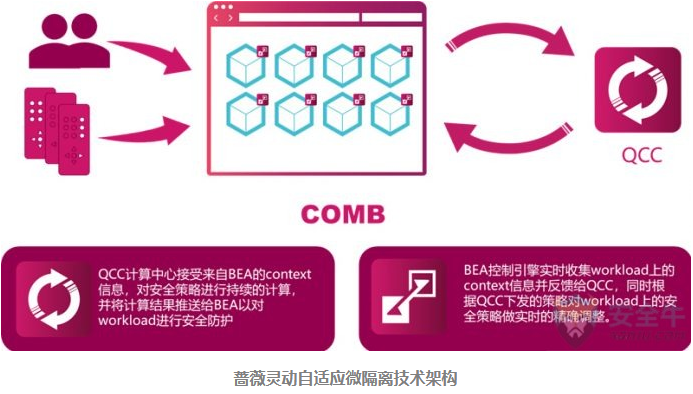 QCC
COMB
QCC计算中心接受来自BEA的context
信息，对安全策略进行持续的计算，
并将计算结果推送给BEA以对
workload进行安全防护
BEA控制引擎实时收集workload上的
context信息并反馈给QCC，同时根
据QCC下发的策略对workload上的安
全策略做实时的精确调整。
安全牛
蔷薇灵动自适应微隔离技术架构